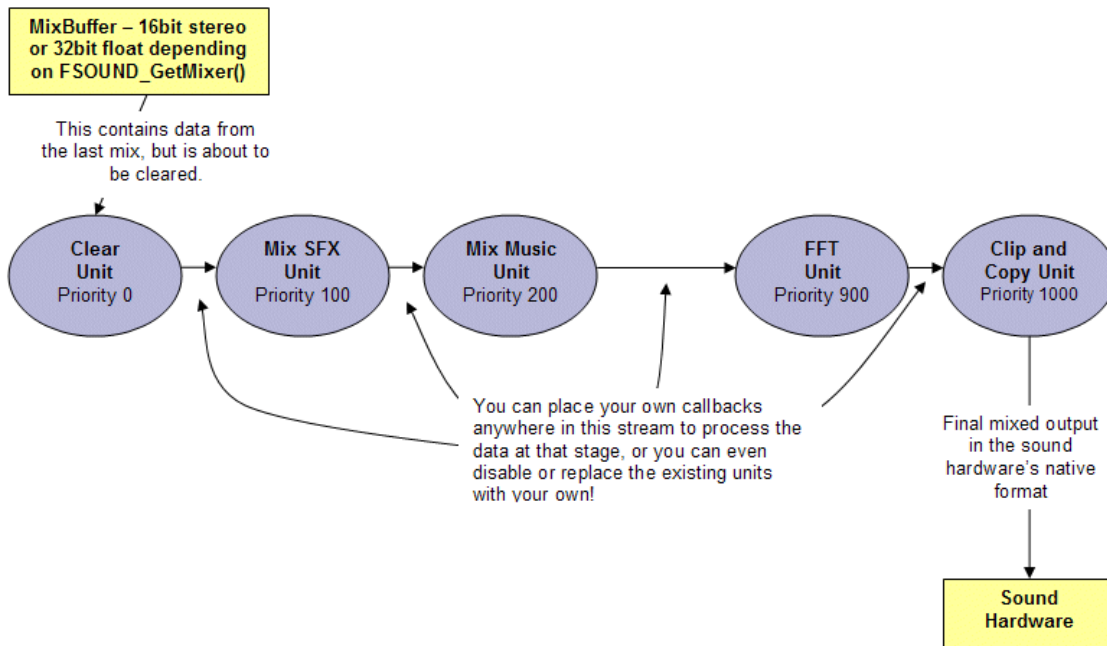 MixBuffer – 16bit stereo
or 32bit float depending
on FSOUND_GetMixer()
This contains data from
the last mix, but is about to
be cleared.
Clear
Unit
Priority 0
Mix SFX
Unit
Priority 100
Mix Music
Unit
Priority 200
FFT
Unit
Priority 900
Clip and
Copy Unit
Priority 1000
You can place your own callbacks
anywhere in this stream to process the
data at that stage, or you can even
disable or replace the existing units
with your own!
Final mixed output
in the sound
hardware's native
format
Sound
Hardware